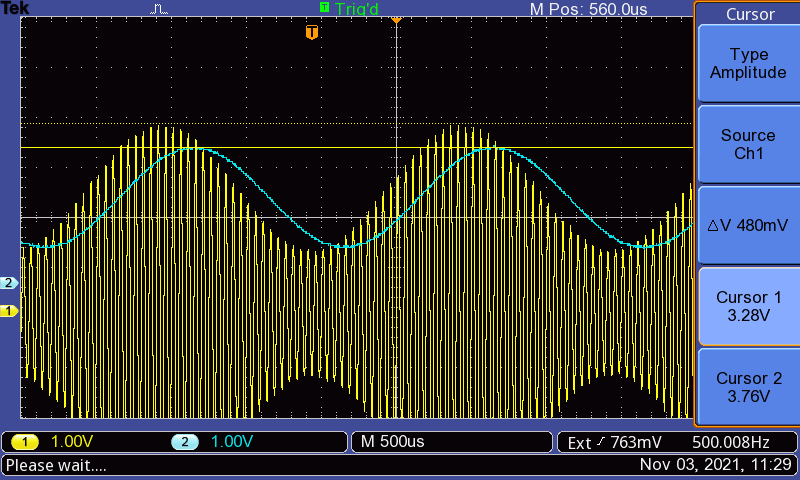 Tek T Trig'd M Pos: 560.0us
Cursor
T
Type
Amplitude
Source
Ch1
△V 480mV
2
1
Cursor 1
3.28V
Cursor 2
3.76V
1 1.00V 2 1.00V M 500us Ext 763mV 500.008Hz
Please wait.... Nov 03, 2021, 11:29